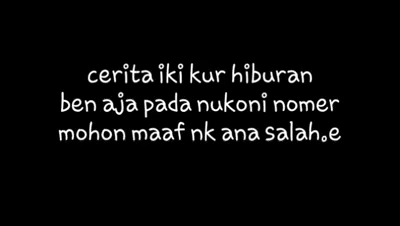 cerita iki kur hiburan
ben aja pada nukoni nomer
mohon maaf nk ana salah.e